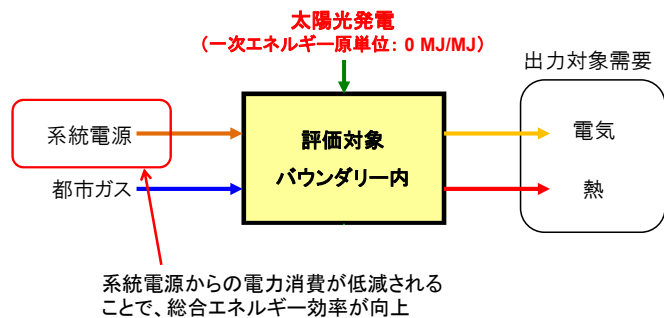 太陽光発電
（一次エネルギー原単位： 0 MJ/MJ）
出力対象需要
系統電源
評価対象
電気
都市ガス
バウンダリー内
熱
系統電源からの電力消費が低減される
ことで、総合エネルギー効率が向上